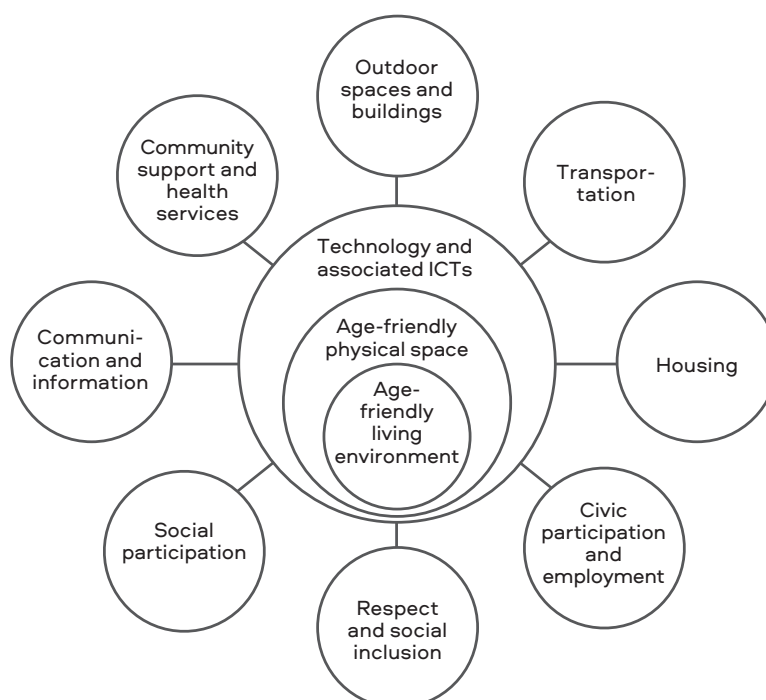 Outdoor
spaces and
buildings
Community
support and
health
services
Transpor-
tation
Technology and
associated ICTs
Age-friendly
physical space
Age-
friendly
living
environment
Communi-
cation and
information
Housing
Social
participation
Civic
participation
and
employment
Respect
and social
inclusion